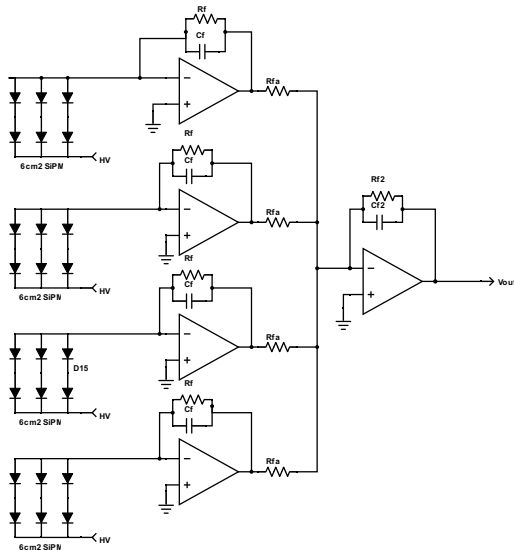 Rf
Cf
−
+
Rfa
HV
6cm2 SiPM
Rf
Cf
−
+
Rfa
HV
6cm2 SiPM
Rf2
Cf2
−
+
Vout
Rf
Cf
−
+
Rfa
D15
HV
6cm2 SiPM
Rf
Cf
−
+
Rfa
HV
6cm2 SiPM